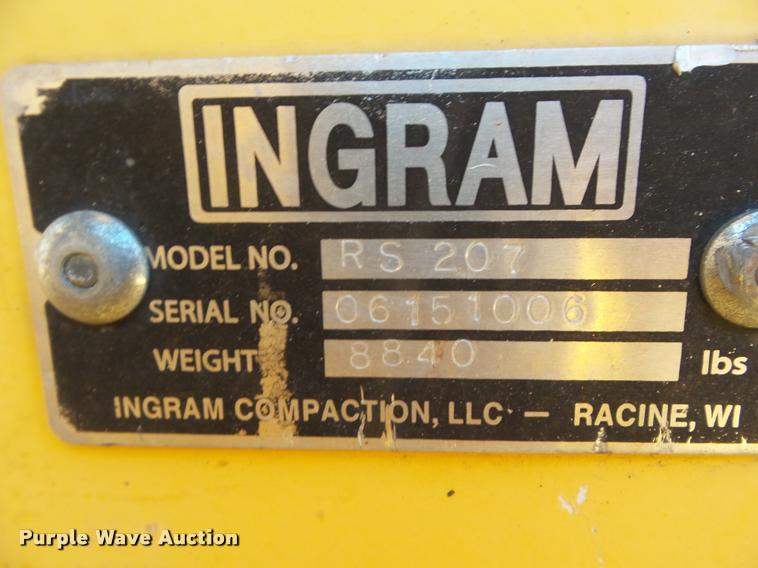 INGRAM
MODEL NO. RS 207
SERIAL NO. 06151006
WEIGHT 8840 lbs
INGRAM COMPACTION, LLC — RACINE, WI
Purple Wave Auction